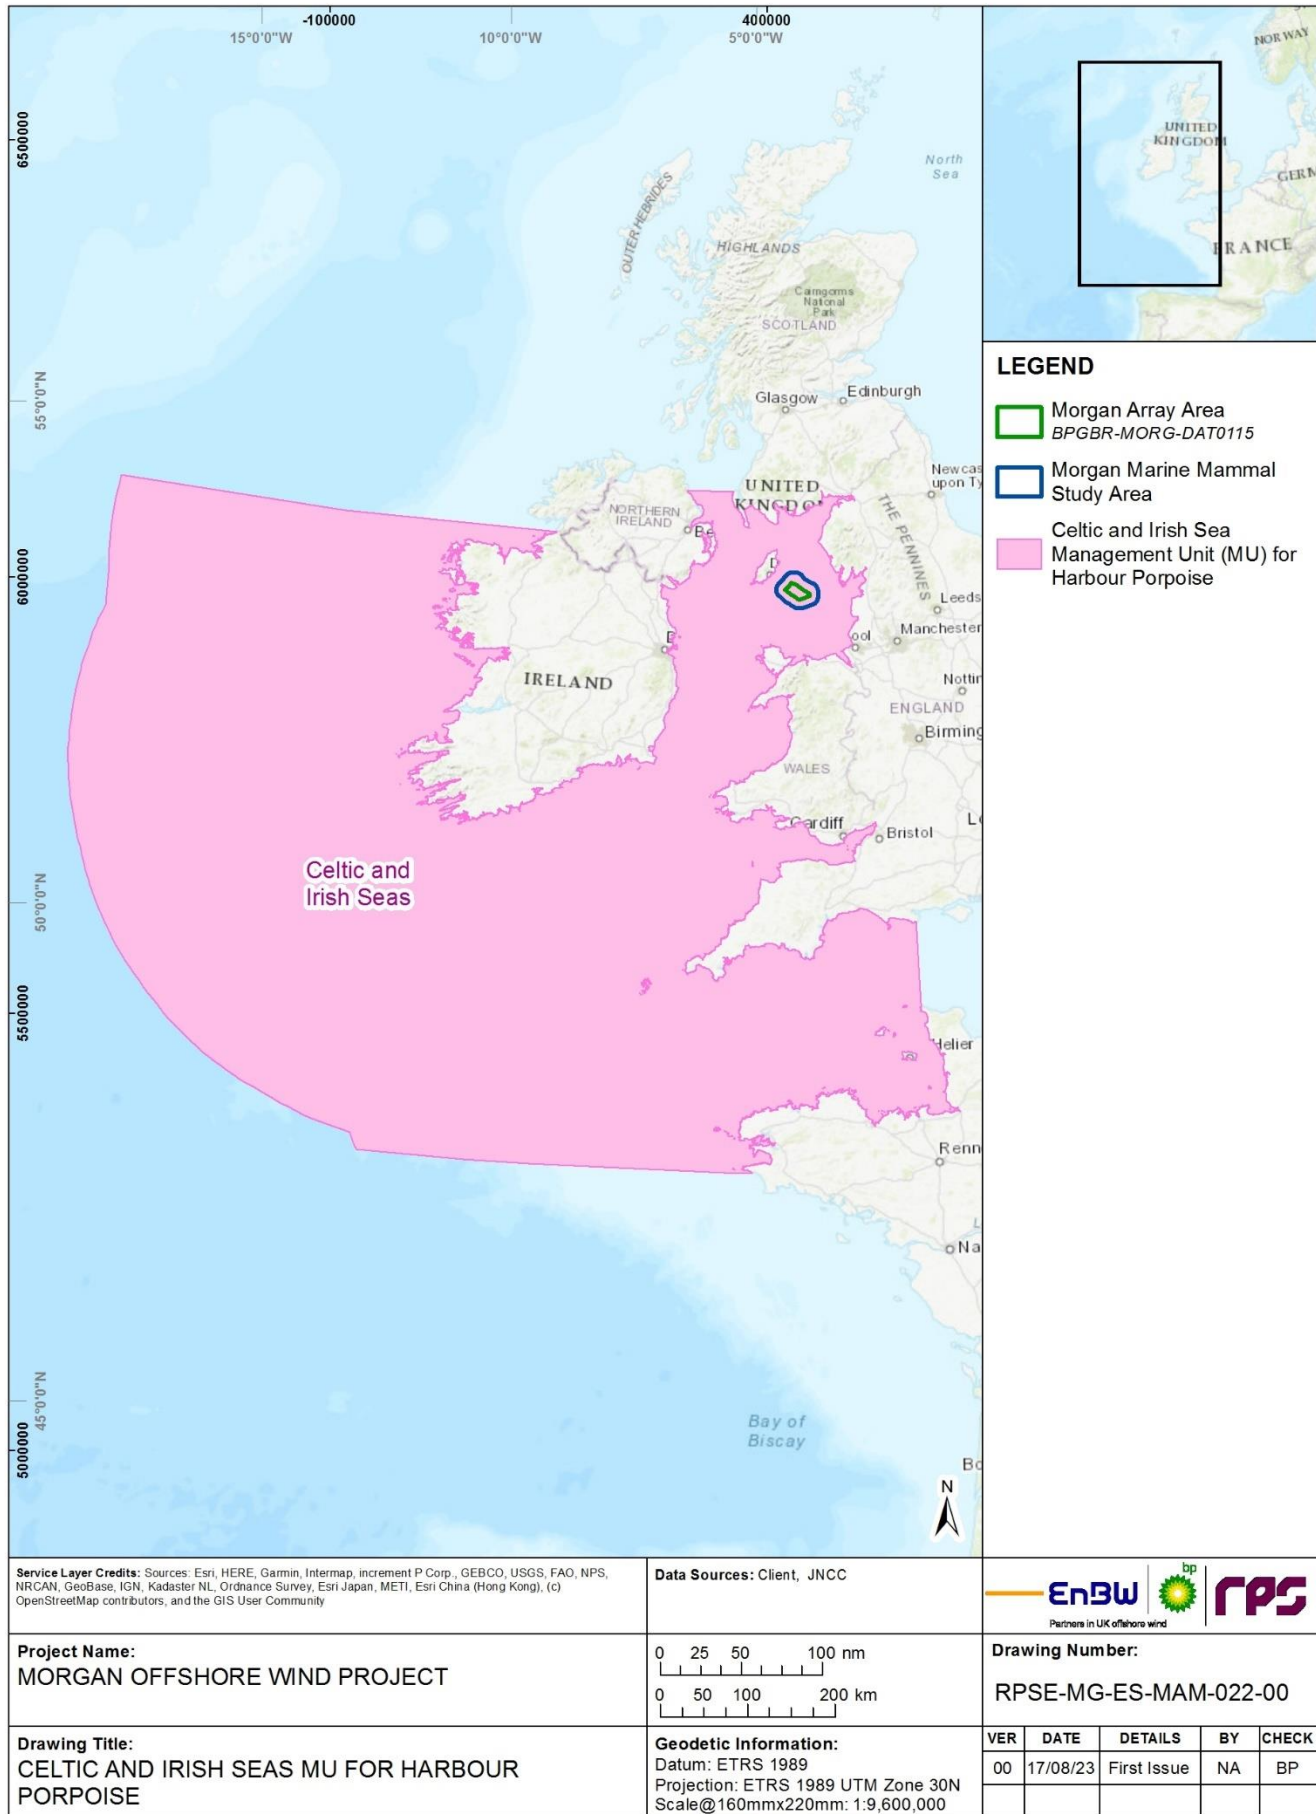 -100000
400000
15°0'0"W
10°0'0"W
5°0'0"W
6500000
55°0'0"N
6000000
50°0'0"N
5500000
45°0'0"N
5000000
North
Sea
OUTER HEBRIDES
HIGHLANDS
Cairngorms
National
Park
SCOTLAND
Glasgow
Edinburgh
Newcas
upon Ty
UNITED
KINGDO
NORTHERN
IRELAND
Be
THE PENNINES
D
Leeds
Manchester
ool
D
IRELAND
Nottin
ENGLAND
Birming
WALES
Cardiff
Bristol
Lo
Celtic and
Irish Seas
Helier
Renn
Na
Bay of
Biscay
Bo
N
NORWAY
UNITED
KINGDOM
GERM
FRANCE
LEGEND
Morgan Array Area
BPGBR-MORG-DAT0115
Morgan Marine Mammal
Study Area
Celtic and Irish Sea
Management Unit (MU) for
Harbour Porpoise
Service Layer Credits: Sources: Esri, HERE, Garmin, Intermap, increment P Corp., GEBCO, USGS, FAO, NPS,
NRCAN, GeoBase, IGN, Kadaster NL, Ordnance Survey, Esri Japan, METI, Esri China (Hong Kong), (c)
OpenStreetMap contributors, and the GIS User Community
Data Sources: Client, JNCC
EnBW
bp
rps
Partners in UK offshore wind
Project Name:
MORGAN OFFSHORE WIND PROJECT
0 25 50 100 nm
0 50 100 200 km
Drawing Number:
RPSE-MG-ES-MAM-022-00
Drawing Title:
CELTIC AND IRISH SEAS MU FOR HARBOUR
PORPOISE
Geodetic Information:
Datum: ETRS 1989
Projection: ETRS 1989 UTM Zone 30N
Scale@160mmx220mm: 1:9,600,000
VER DATE DETAILS BY CHECK
00 17/08/23 First Issue NA BP